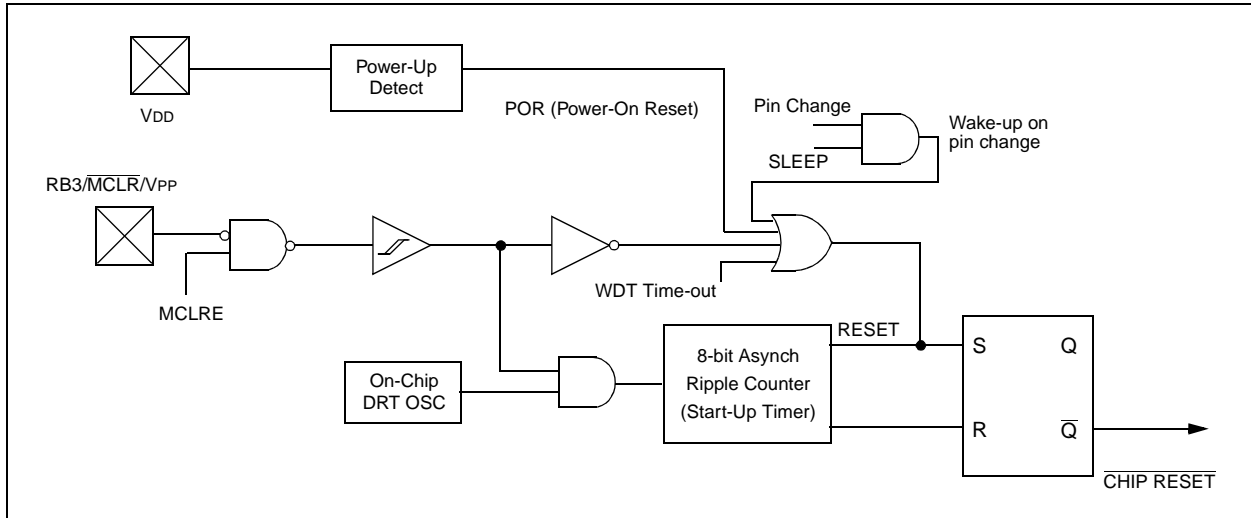 Power-Up
Detect
VDD
POR (Power-On Reset)
Pin Change
SLEEP
Wake-up on
pin change
RB3/MCLR/VPP
MCLRE
WDT Time-out
RESET
On-Chip
DRT OSC
8-bit Asynch
Ripple Counter
(Start-Up Timer)
S
Q
R
Q
CHIP RESET